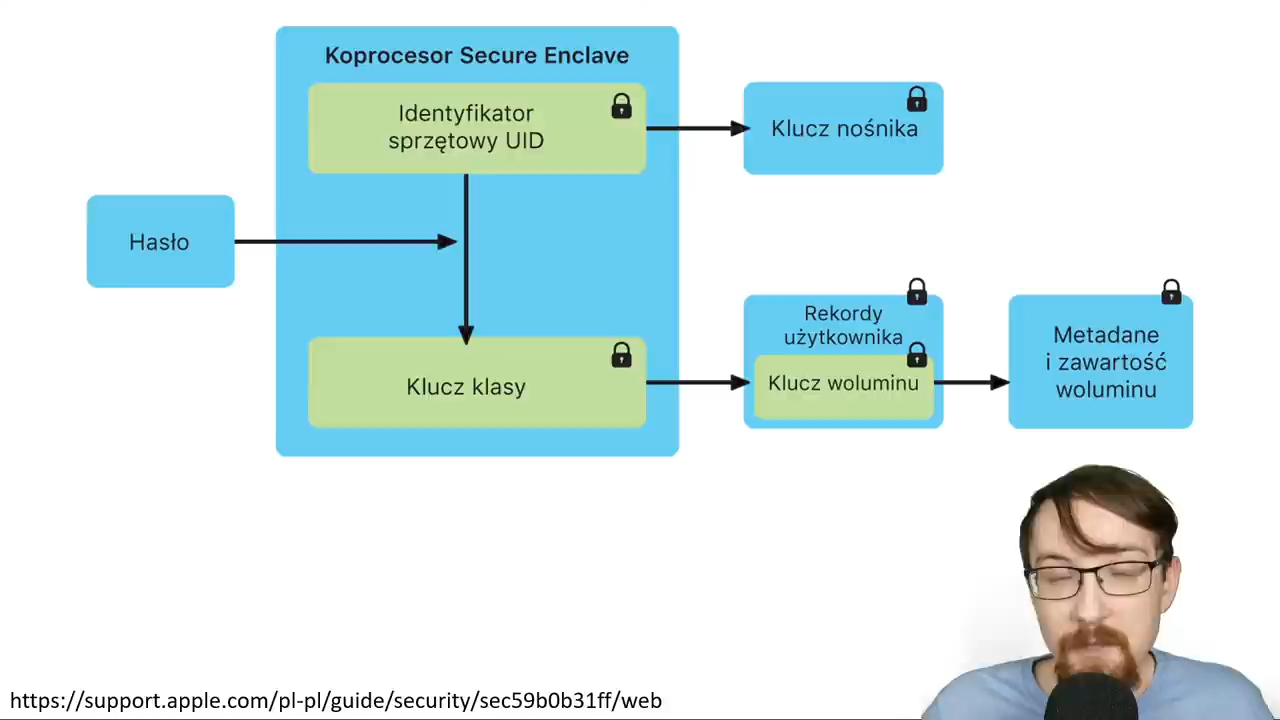 Koprocesor Secure Enclave
Identyfikator
sprzętowy UID
Klucz nośnika
Hasło
Klucz klasy
Rekordy
użytkownika
Klucz woluminu
Metadane
i zawartość
woluminu
https://support.apple.com/pl-pl/guide/security/sec59b0b31ff/web